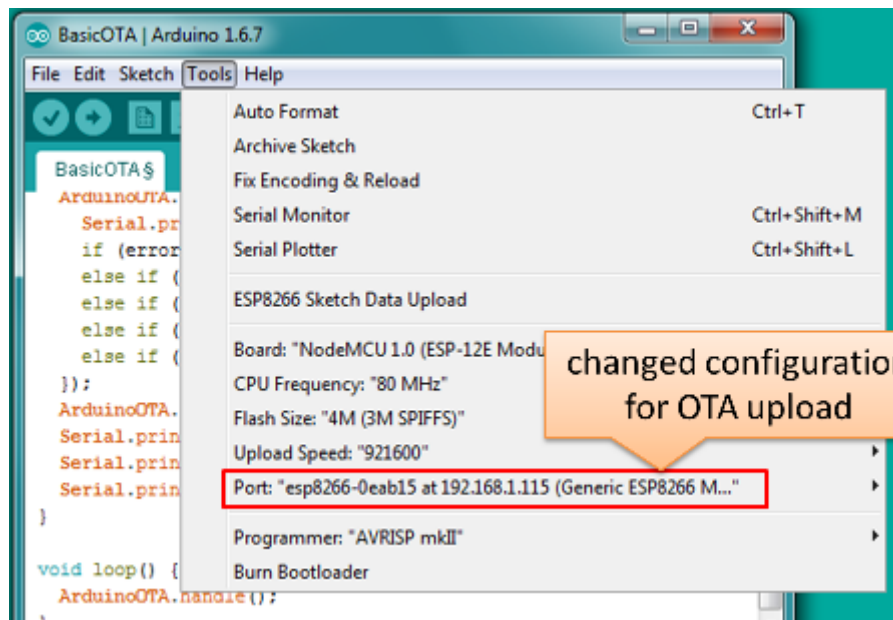 BasicOTA | Arduino 1.6.7
File Edit Sketch Tools Help
Auto Format Ctrl+T
Archive Sketch
BasicOTA§
Fix Encoding & Reload
ArduinoOTA.
Serial Monitor Ctrl+Shift+M
Serial.pr
Serial Plotter Ctrl+Shift+L
if (error
else if (
ESP8266 Sketch Data Upload
else if (
else if (
Board: "NodeMCU 1.0 (ESP-12E Modu
else if (
changed configuratio
for OTA upload
CPU Frequency: "80 MHz"
});
Flash Size: "4M (3M SPIFFS)"
ArduinoOTA.
Serial.prin
Upload Speed: "921600"
Serial.prin
Port: "esp8266-0eab15 at 192.168.1.115 (Generic ESP8266 M..."
Serial.prin
}
Programmer: "AVRISP mkII"
void loop() {
Burn Bootloader
ArduinoOTA.handle();